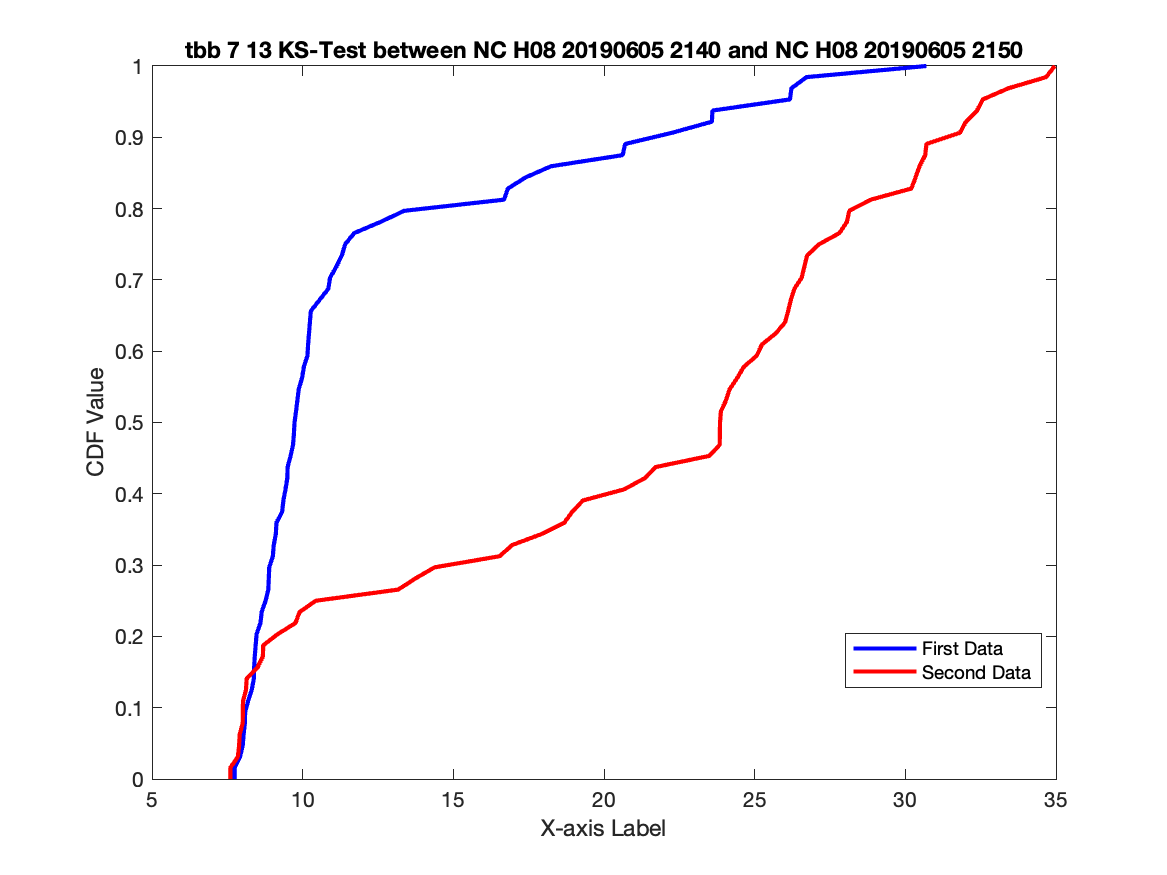 tbb 7 13 KS-Test between NC H08 20190605 2140 and NC H08 20190605 2150
1
0.9
0.8
0.7
0.6
0.5
0.4
0.3
0.2
0.1
0
CDF Value
First Data
Second Data
5 10 15 20 25 30 35
X-axis Label